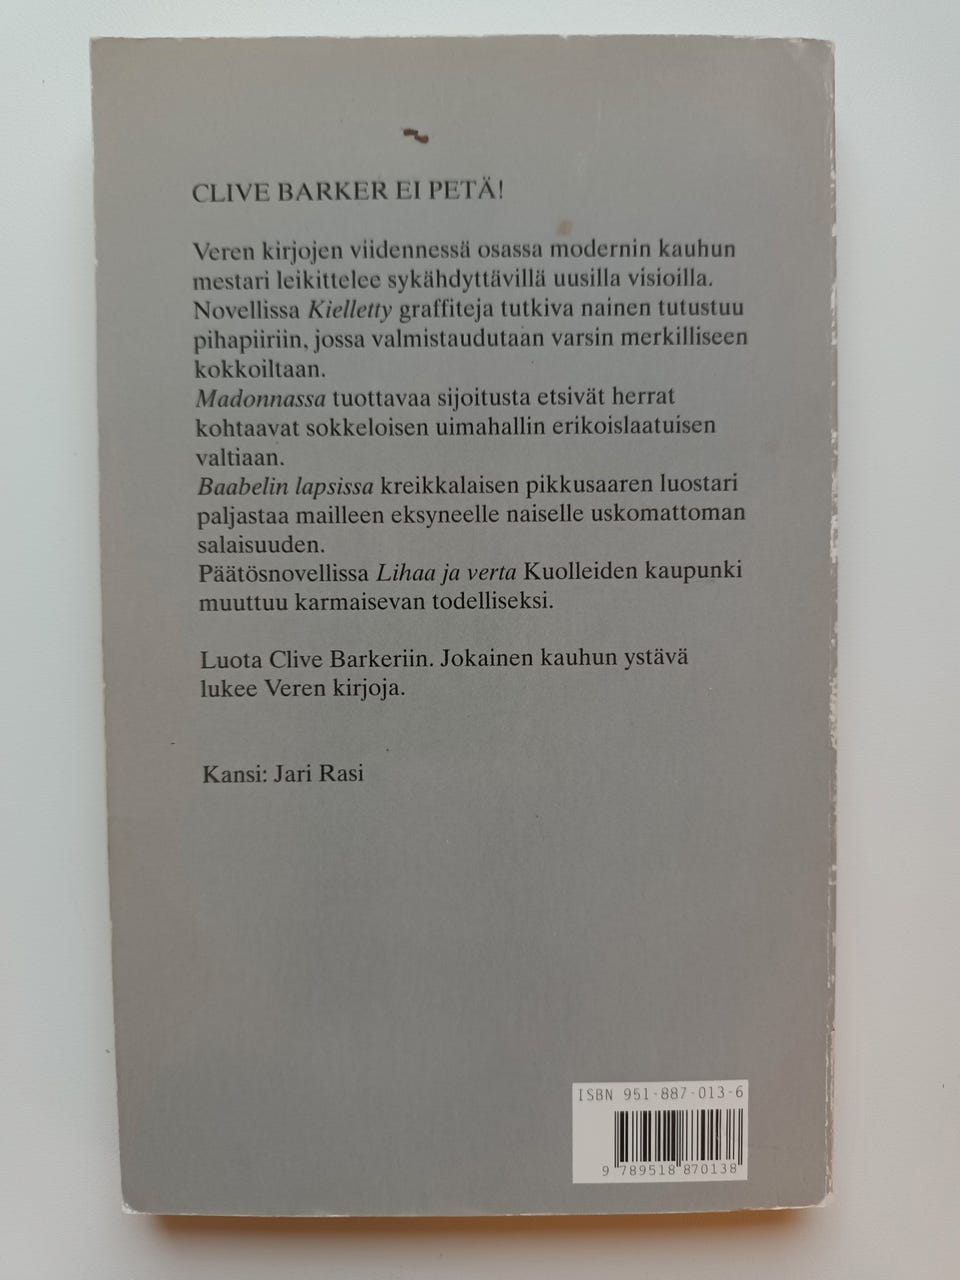 CLIVE BARKER EI PETÄ!
Veren kirjojen viidennessä osassa modernin kauhun
mestari leikittelee sykähdyttävillä uusilla visioilla.
Novellissa Kielletty graffiteja tutkiva nainen tutustuu
pihapiiriin, jossa valmistaudutaan varsin merkilliseen
kokkoiltaan.
Madonnassa tuottavaa sijoitusta etsivät herrat
kohtaavat sokkeloisen uimahallin erikoislaatuisen
valtiaan.
Baabelin lapsissa kreikkalaisen pikkusaaren luostari
paljastaa mailleen eksyneelle naiselle uskomattoman
salaisuuden.
Päätösnovellissa Lihaa ja verta Kuolleiden kaupunki
muuttuu karmaisevan todelliseksi.
Luota Clive Barkeriin. Jokainen kauhun ystävä
lukee Veren kirjoja.
Kansi: Jari Rasi
ISBN 951-887-013-6
9 789518 870138